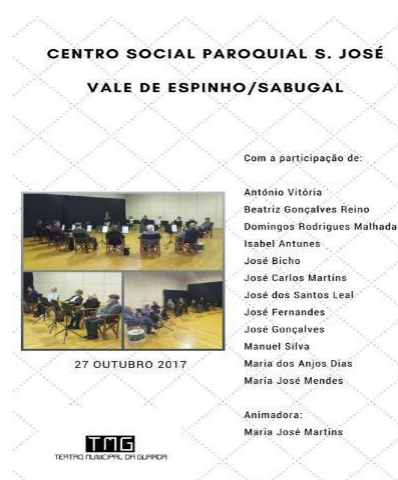 CENTRO SOCIAL PAROQUIAL S. JOSÉ
VALE DE ESPINHO/SABUGAL
Com a participação de:
António Vitória
Beatriz Gonçalves Reino
Domingos Rodrigues Malhada
Isabel Antunes
José Bicho
José Carlos Martins
José dos Santos Leal
José Fernandes
José Gonçalves
Manuel Silva
Maria dos Anjos Dias
Maria José Mendes
Animadora:
Maria José Martins
27 OUTUBRO 2017
TMG
TEATRO MUNICIPAL DA GUARDA